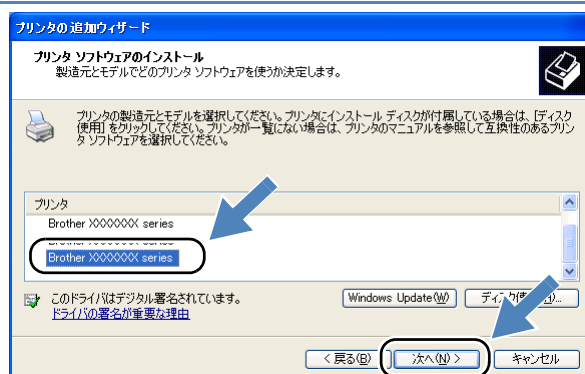 プリンタの追加ウィザード
プリンタ ソフトウェアのインストール
製造元とモデルでどのプリンタ ソフトウェアを使うか決定します。
プリンタの製造元とモデルを選択してください。プリンタにインストール ディスクが付属している場合は、[ディスク
使用] をクリックしてください。プリンタが一覧にない場合は、プリンタのマニュアルを参照して互換性のあるプリン
タ ソフトウェアを選択してください。
プリンタ
Brother XXXXXXX series
Brother XXXXXXX series
このドライバはデジタル署名されています。
ドライバの署名が重要な理由
Windows Update(W)
ディスク使
< 戻る(B)
次へ(N) >
キャンセル